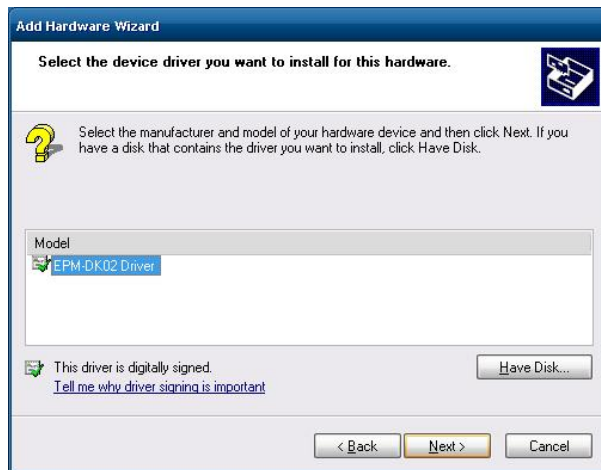 Add Hardware Wizard
Select the device driver you want to install for this hardware.
Select the manufacturer and model of your hardware device and then click Next. If you
have a disk that contains the driver you want to install, click Have Disk.
Model
EPM-DK02 Driver
This driver is digitally signed.
Tell me why driver signing is important
Have Disk...
< Back
Next >
Cancel